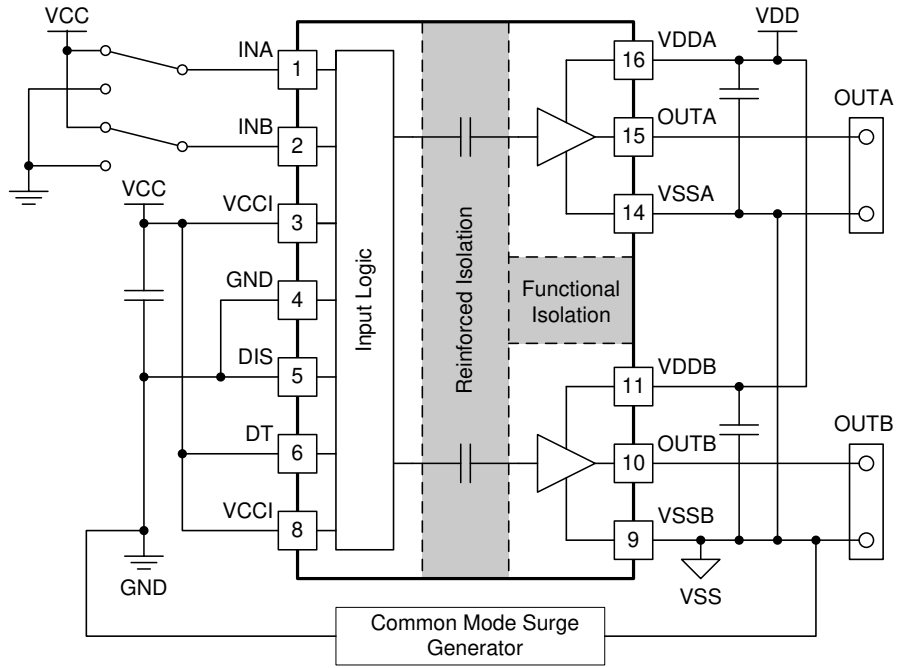 VCC
INA
1
INB
2
VCC
VCCI
3
GND
4
DIS
5
DT
6
VCCI
8
GND
Input Logic
Reinforced Isolation
Functional
Isolation
VDD
VDDA
16
OUTA
15
VSSA
14
OUTA
VDDB
11
OUTB
10
VSSB
9
OUTB
VSS
Common Mode Surge
Generator